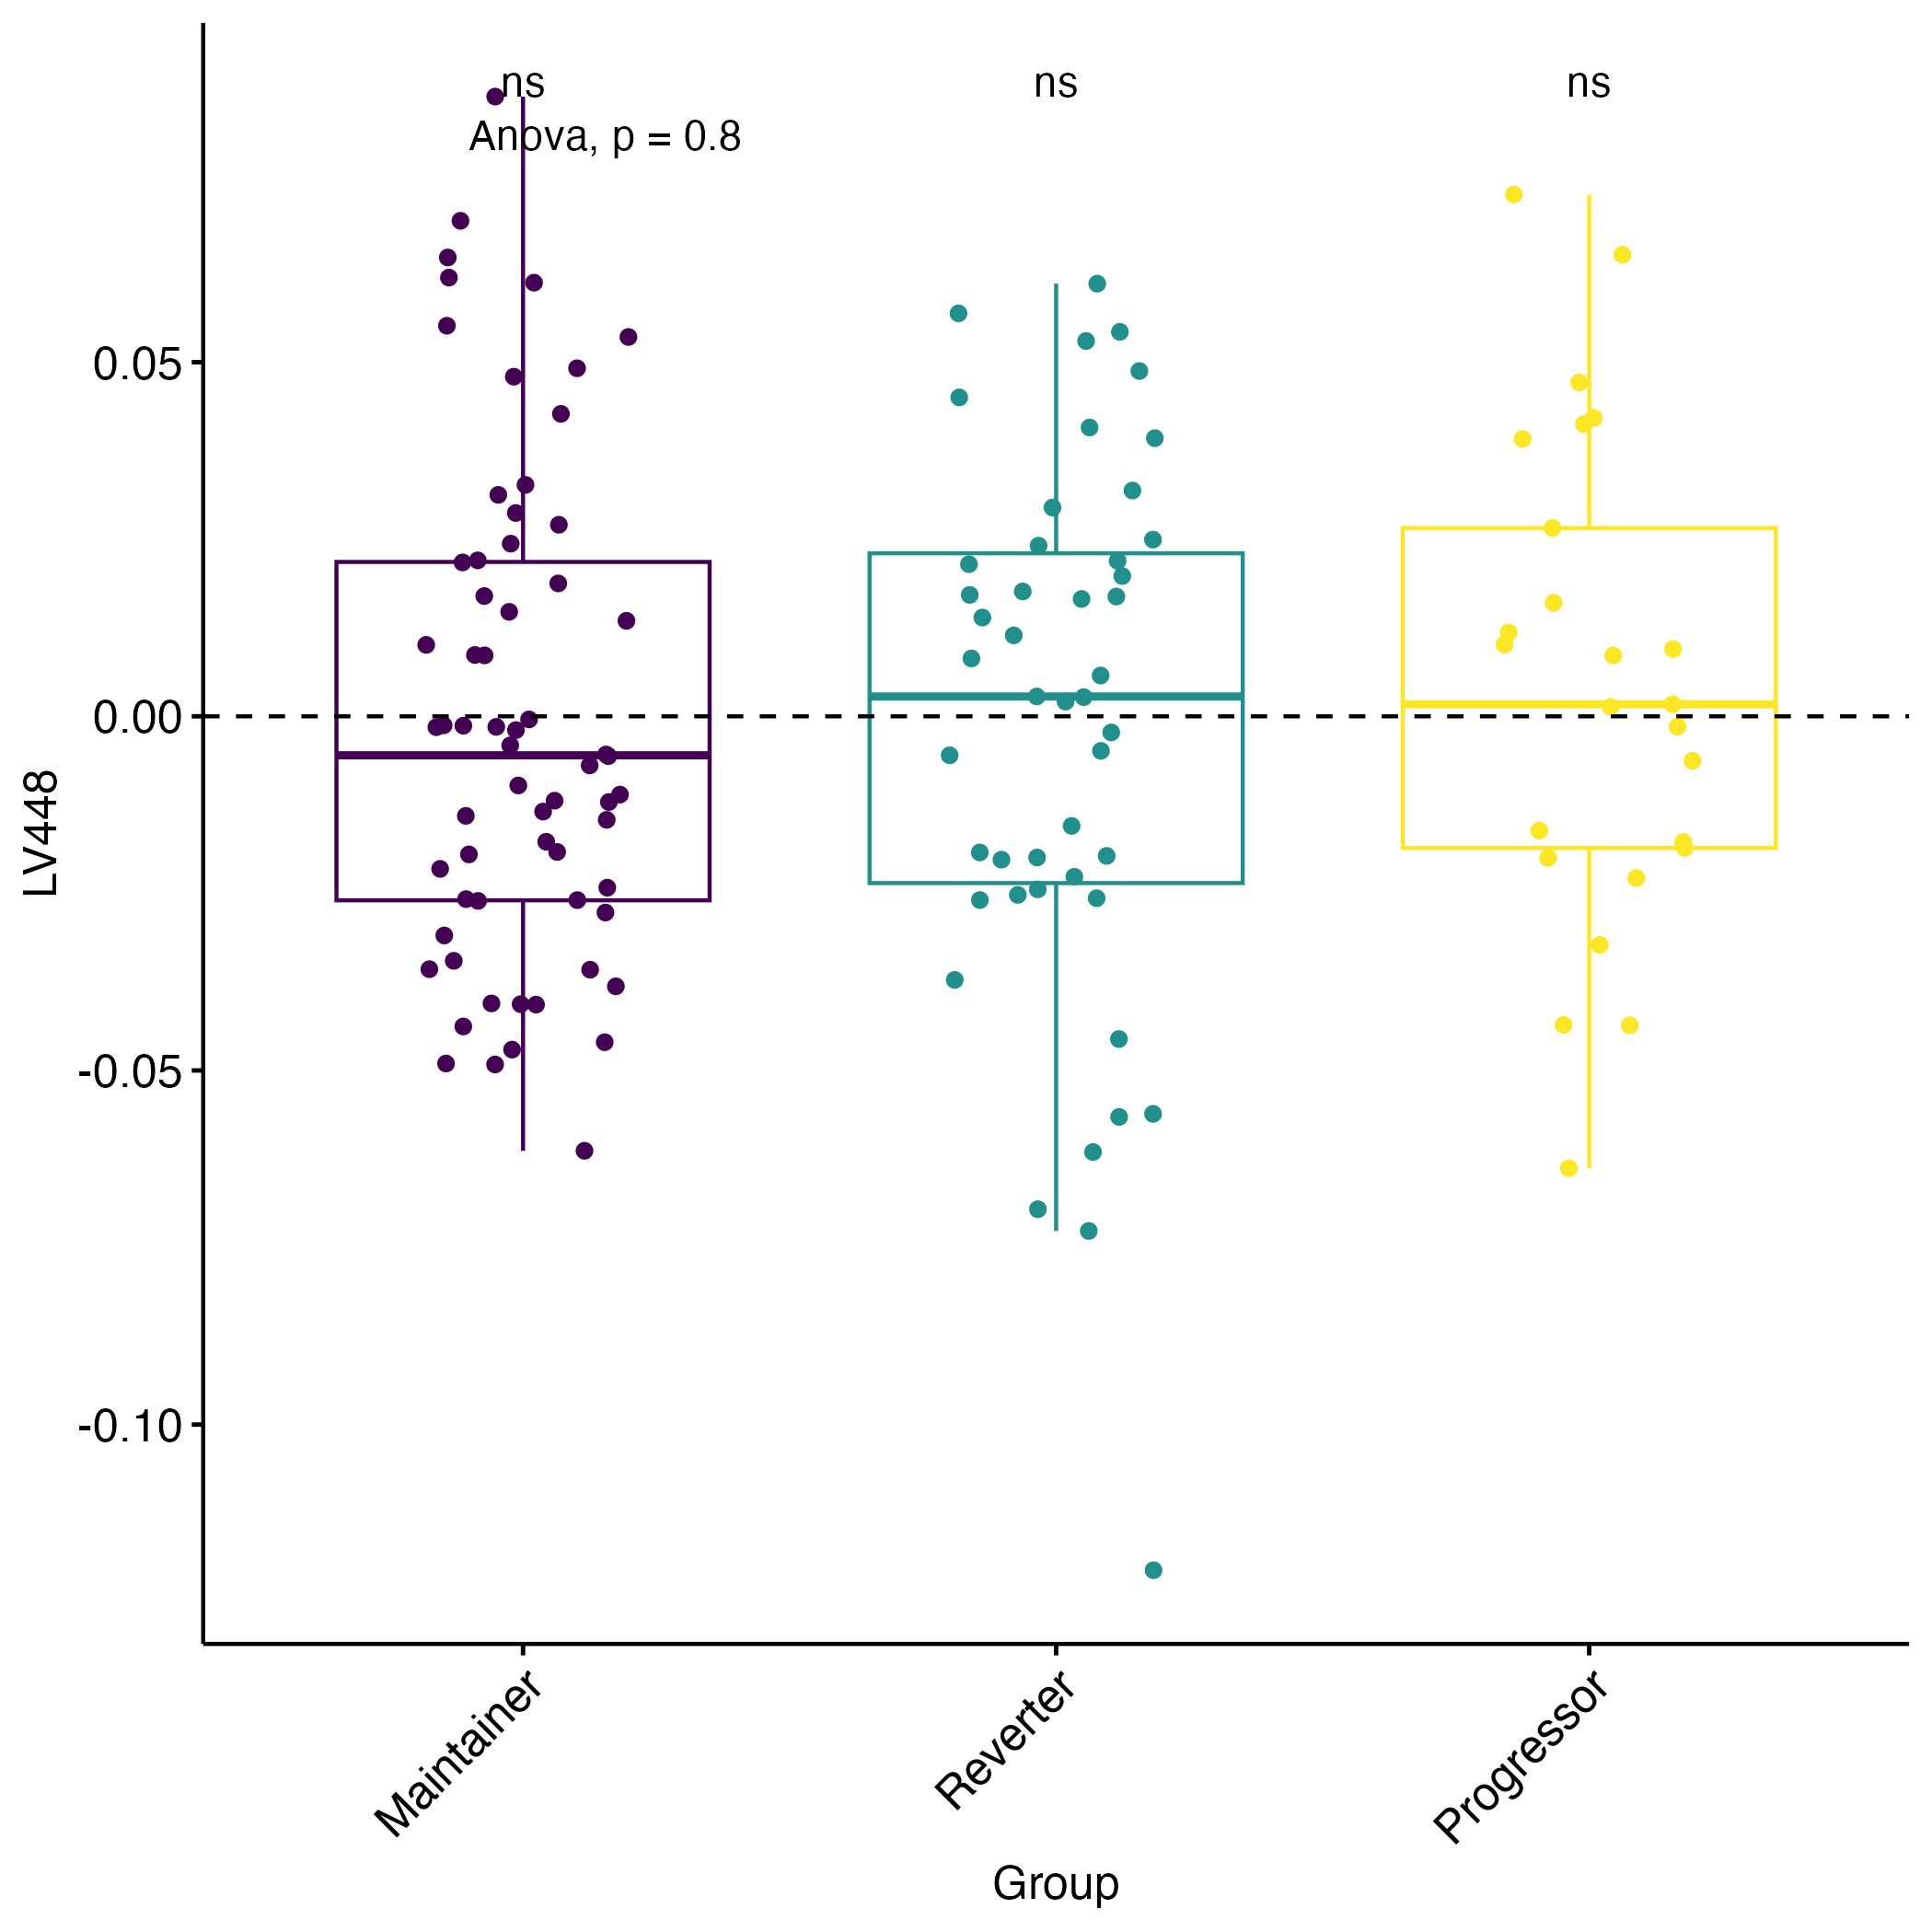 ns ns ns
Anova, p = 0.8
0.05
0.00
-0.05
-0.10
LV448
Maintainer Reverter Progressor
Group